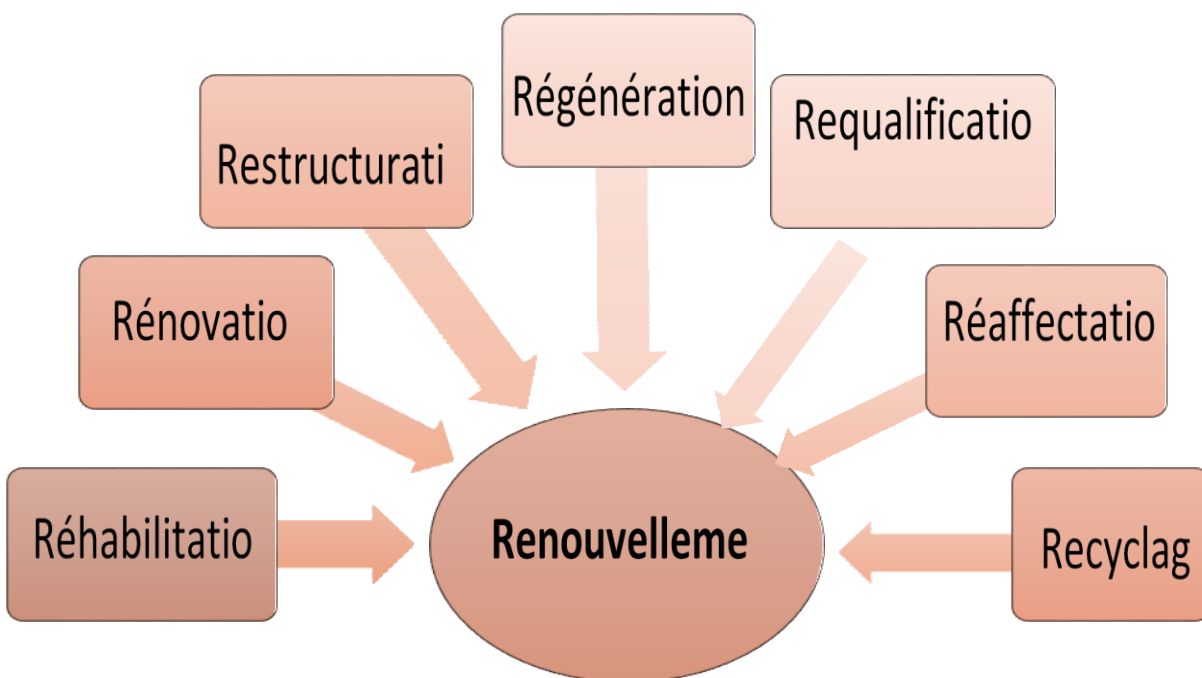 Régénération
Requalificatio
Restructurati
Rénovatio
Réaffectatio
Réhabilitatio
Renouvelleme
Recyclag